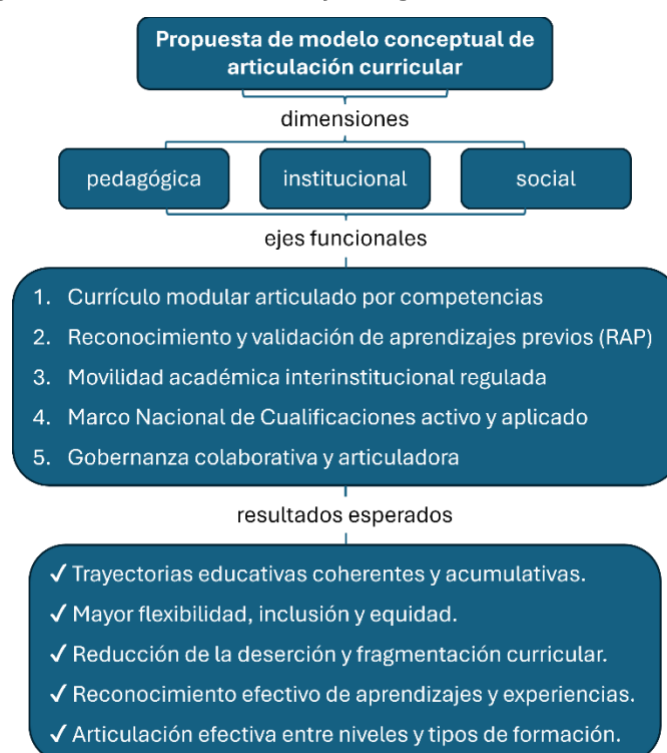 Propuesta de modelo conceptual de
articulación curricular
dimensiones
pedagógica
institucional
social
ejes funcionales
1. Currículo modular articulado por competencias
2. Reconocimiento y validación de aprendizajes previos (RAP)
3. Movilidad académica interinstitucional regulada
4. Marco Nacional de Cualificaciones activo y aplicado
5. Gobernanza colaborativa y articuladora
resultados esperados
✓ Trayectorias educativas coherentes y acumulativas.
✓ Mayor flexibilidad, inclusión y equidad.
✓ Reducción de la deserción y fragmentación curricular.
✓ Reconocimiento efectivo de aprendizajes y experiencias.
✓ Articulación efectiva entre niveles y tipos de formación.